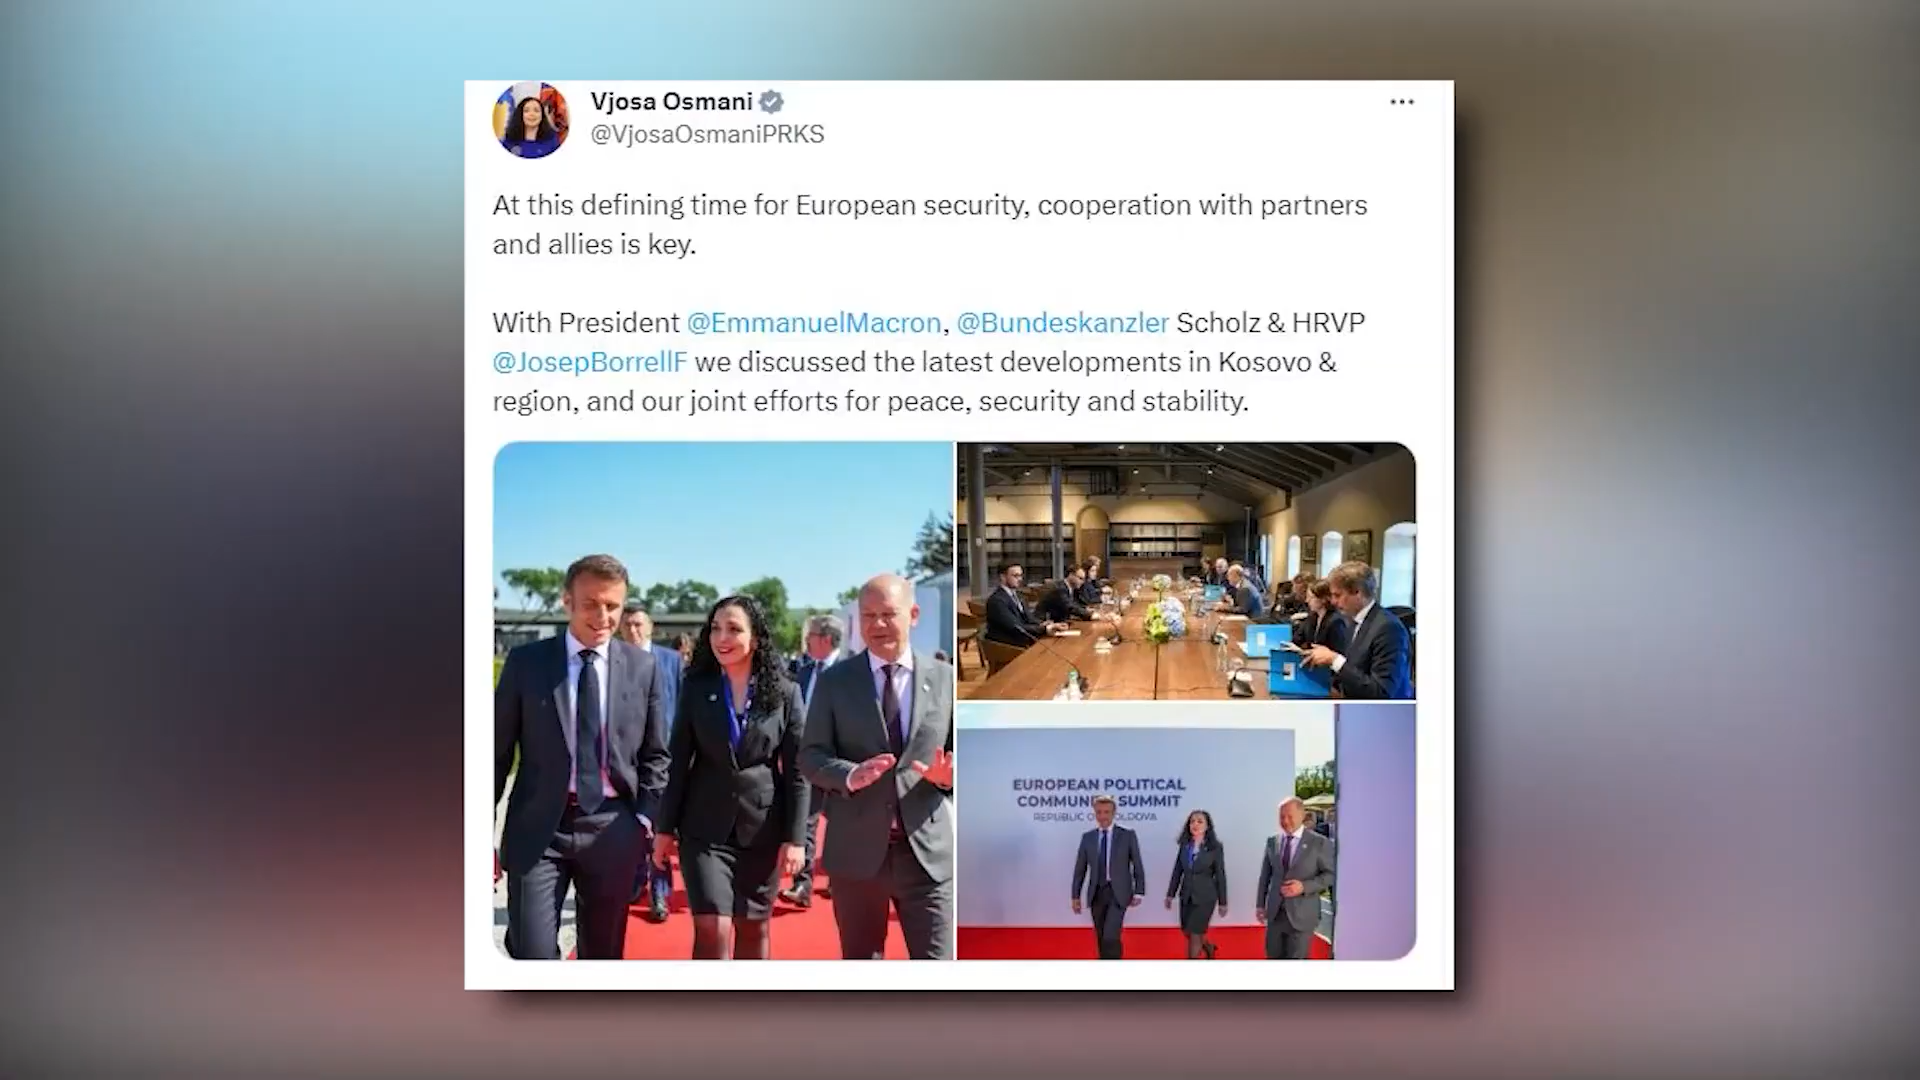 Vjosa Osmani
@VjosaOsmaniPRKS
At this defining time for European security, cooperation with partners
and allies is key.
With President @EmmanuelMacron, @Bundeskanzler Scholz & HRVP
@JosepBorrellF we discussed the latest developments in Kosovo &
region, and our joint efforts for peace, security and stability.
EUROPEAN POLITICAL
SUMMIT
REPUBLIC